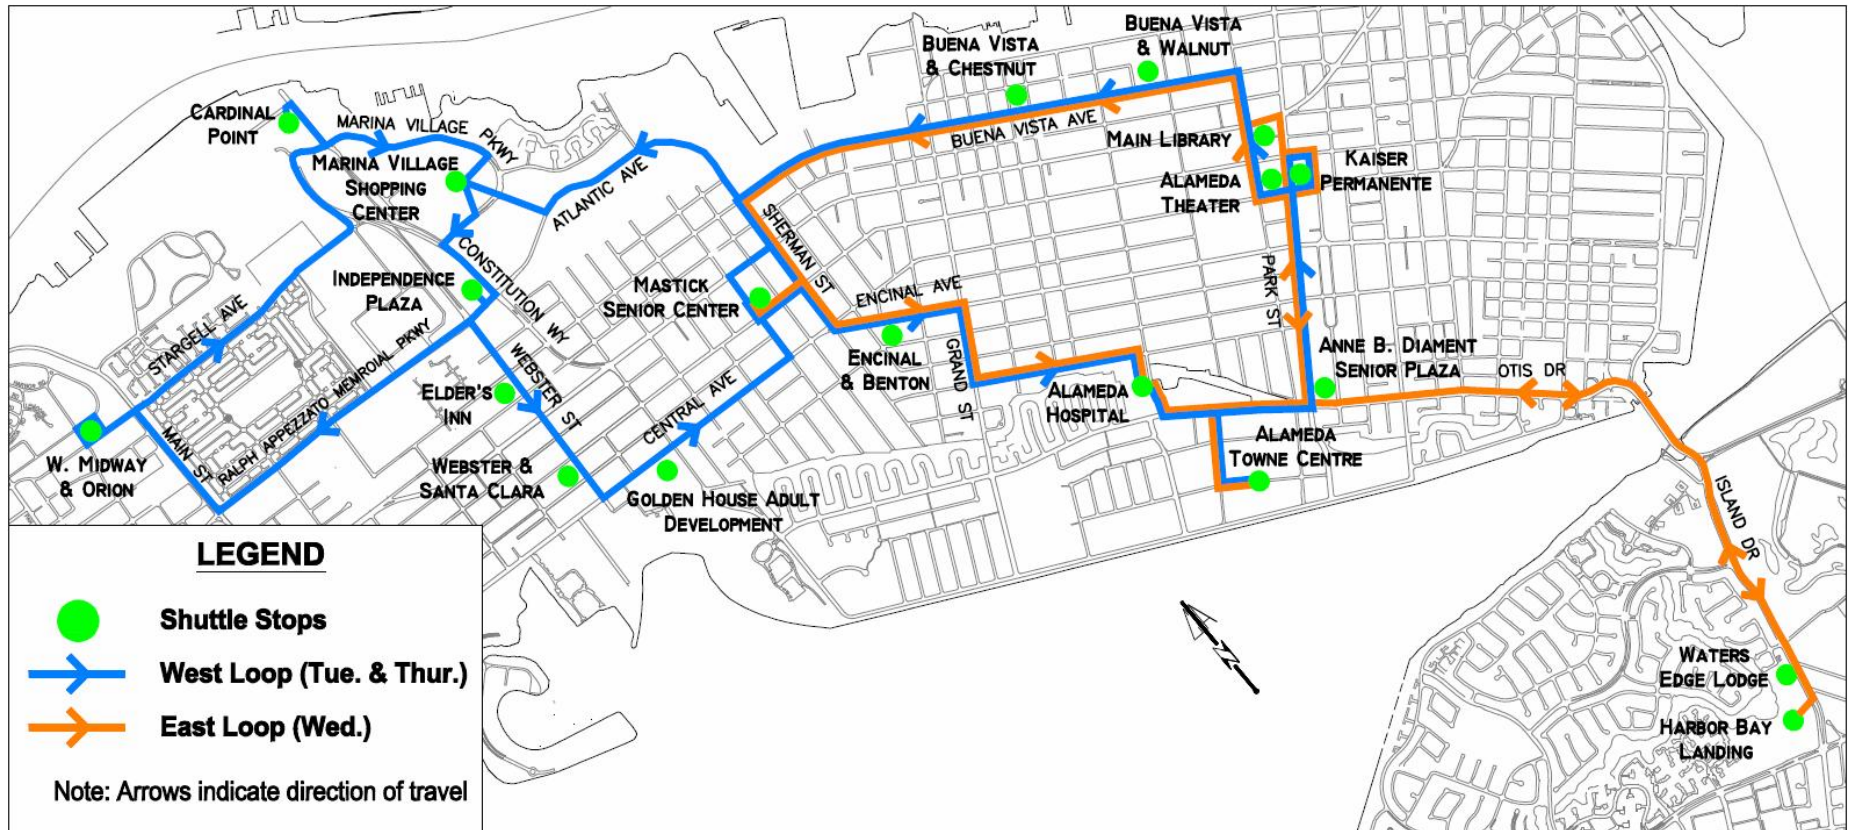 BUENA VISTA
& WALNUT
BUENA VISTA
& CHESTNUT
CARDINAL
POINT
MARINA VILLAGE
PKWY
MARINA VILLAGE
SHOPPING
CENTER
ATLANTIC AVE
BUENA VISTA AVE
MAIN LIBRARY
KAISER
PERMANENTE
ALAMEDA
THEATER
SHERMAN ST
CONSTITUTION WY
INDEPENDENCE
PLAZA
MASTICK
SENIOR CENTER
ENCINAL AVE
PARK ST
STARGELL AVE
ENCINAL
& BENTON
GRAND ST
ANNE B. DIAMENT
SENIOR PLAZA
OTIS DR
RALPH APPEZZATO MEMROIAL PKWY
WEBSTER ST
ELDER'S
INN
CENTRAL AVE
ALAMEDA
HOSPITAL
MAIN ST
W. MIDWAY
& ORION
WEBSTER &
SANTA CLARA
GOLDEN HOUSE ADULT
DEVELOPMENT
ALAMEDA
TOWNE CENTRE
ISLAND DR
N
WATERS
EDGE LODGE
HARBOR BAY
LANDING
LEGEND
Shuttle Stops
West Loop (Tue. & Thur.)
East Loop (Wed.)
Note: Arrows indicate direction of travel